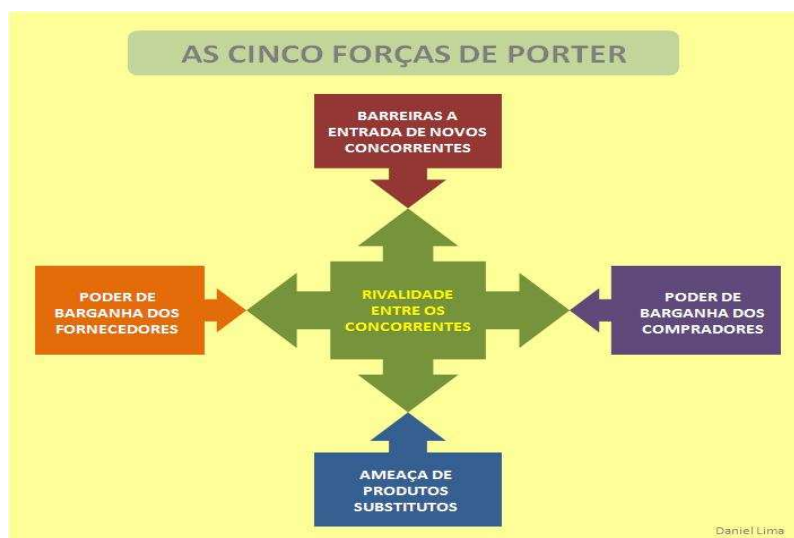 AS CINCO FORÇAS DE PORTER
BARREIRAS A
ENTRADA DE NOVOS
CONCORRENTES
PODER DE
BARGANHA DOS
FORNECEDORES
RIVALIDADE
ENTRE OS
CONCORRENTES
PODER DE
BARGANHA DOS
COMPRADORES
AMEAÇA DE
PRODUTOS
SUBSTITUTOS
Daniel Lima